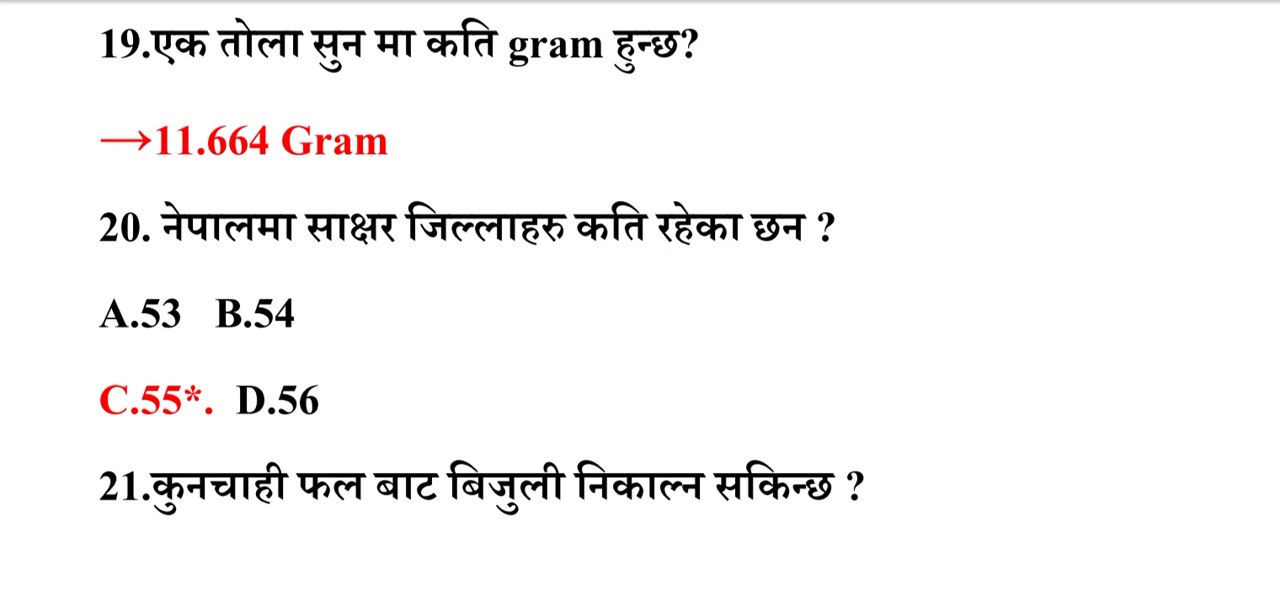 19.एक तोला सुन मा कति gram हुन्छ?
→11.664 Gram
20. नेपालमा साक्षर जिल्लाहरु कति रहेका छन ?
A.53 B.54
C.55*. D.56
21.कुनचाही फल बाट बिजुली निकाल्न सकिन्छ ?